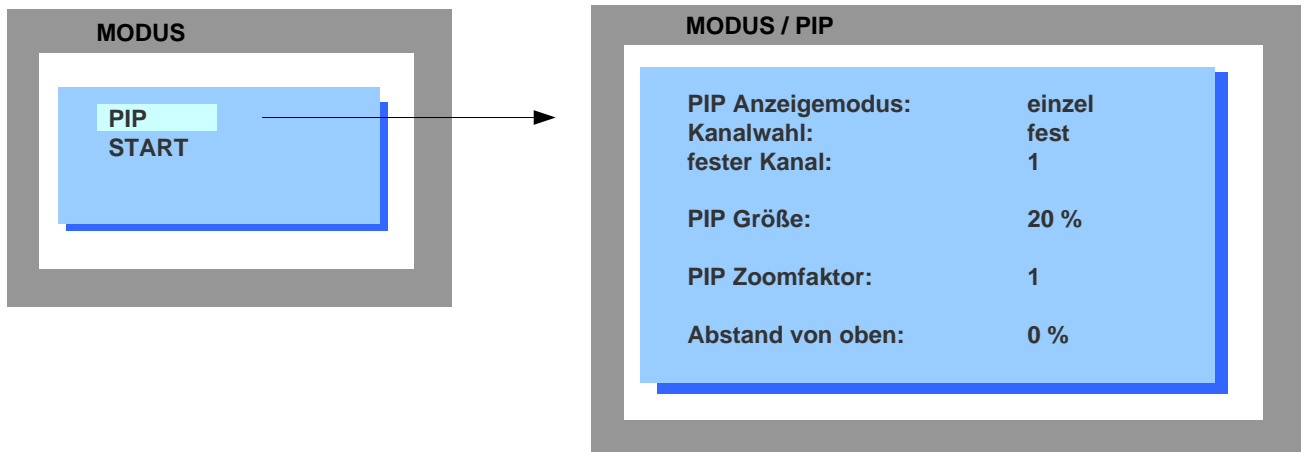 MODUS
PIP
START
MODUS / PIP
PIP Anzeigemodus: einzel
Kanalwahl: fest
fester Kanal: 1
PIP Größe: 20 %
PIP Zoomfaktor: 1
Abstand von oben: 0 %